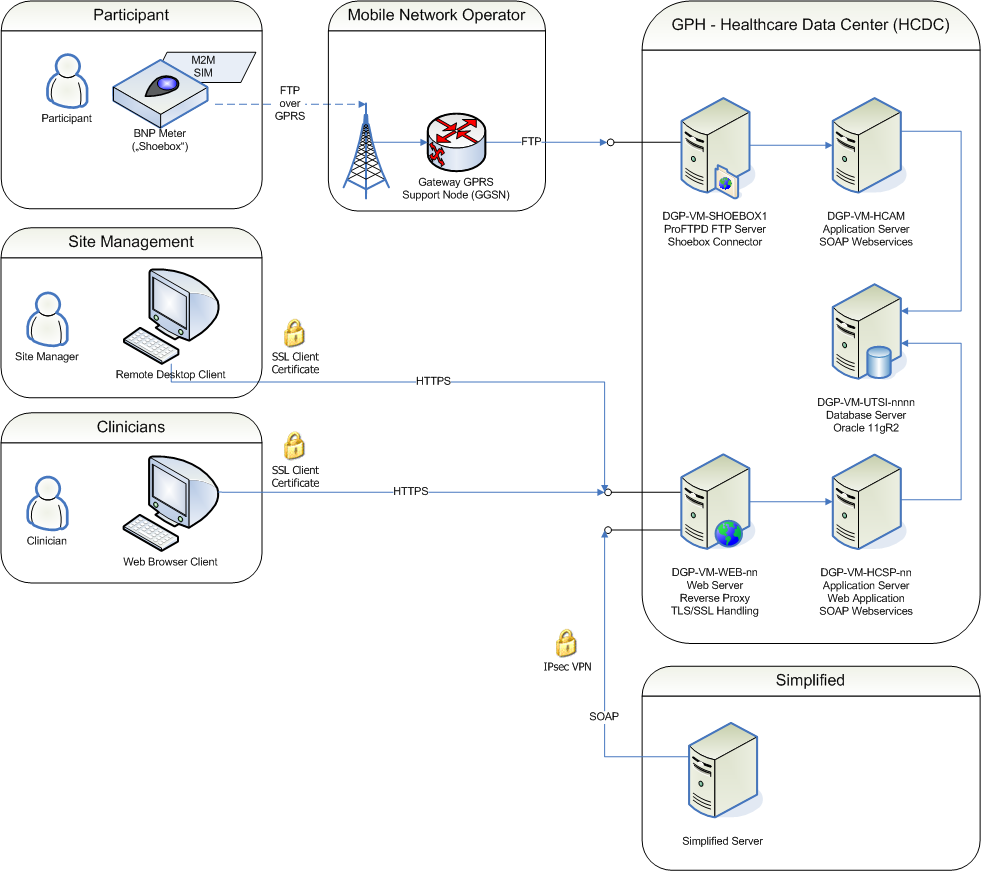 Participant
M2M
SIM
Participant
BNP Meter
(„Shoebox“)
FTP
over
GPRS
Mobile Network Operator
Gateway GPRS
Support Node (GGSN)
FTP
GPH - Healthcare Data Center (HCDC)
DGP-VM-SHOEBOX1
ProFTPD FTP Server
Shoebox Connector
DGP-VM-HCAM
Application Server
SOAP Webservices
Site Management
Site Manager
Remote Desktop Client
SSL Client
Certificate
HTTPS
DGP-VM-UTSI-nnnn
Database Server
Oracle 11gR2
Clinicians
Clinician
Web Browser Client
SSL Client
Certificate
HTTPS
DGP-VM-WEB-nn
Web Server
Reverse Proxy
TLS/SSL Handling
DGP-VM-HCSP-nn
Application Server
Web Application
SOAP Webservices
IPsec VPN
SOAP
Simplified
Simplified Server